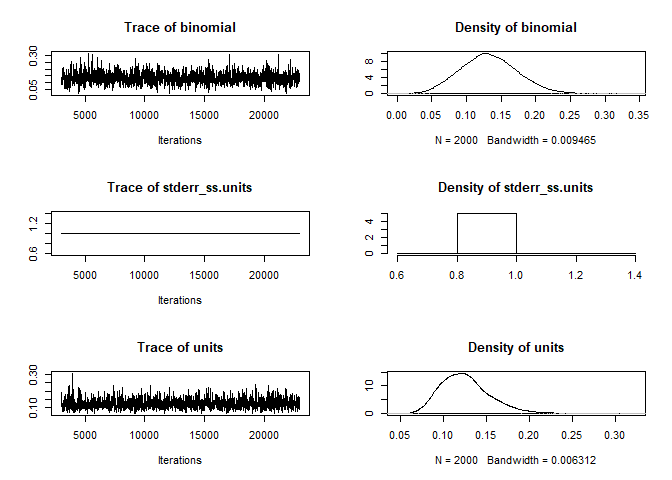 Trace of binomial
0.05 0.30
5000 10000 15000 20000
Iterations
Density of binomial
0 4 8
0.00 0.05 0.10 0.15 0.20 0.25 0.30 0.35
N = 2000 Bandwidth = 0.009465
Trace of stderr_ss.units
0.6 1.2
5000 10000 15000 20000
Iterations
Density of stderr_ss.units
0 2 4
0.6 0.8 1.0 1.2 1.4
Trace of units
0.10 0.30
5000 10000 15000 20000
Iterations
Density of units
0 10
0.05 0.10 0.15 0.20 0.25 0.30
N = 2000 Bandwidth = 0.006312